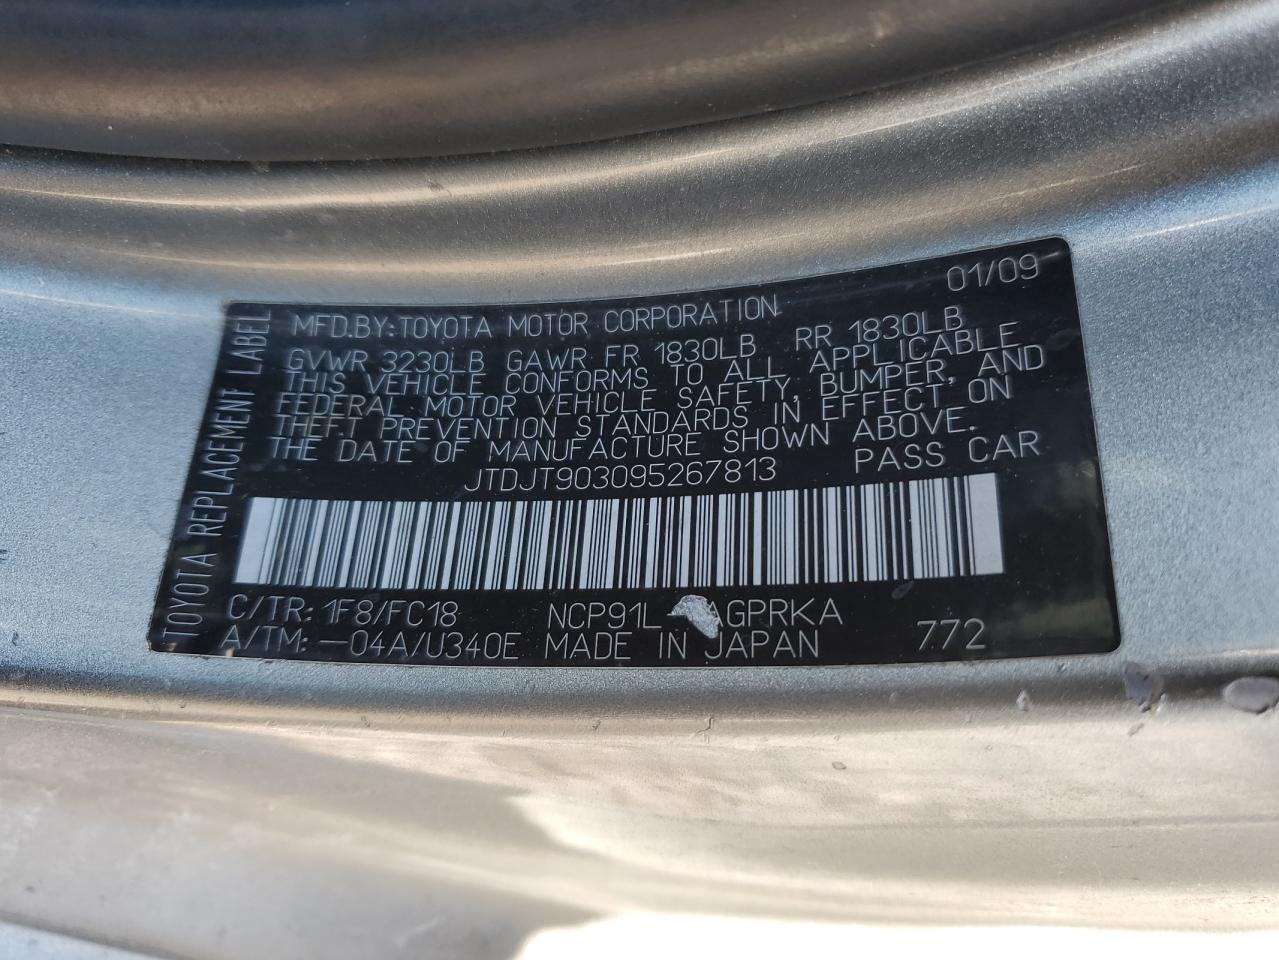 01/09
MFD.BY: TOYOTA MOTOR CORPORATION
GVWR 3230LB GAWR FR 1830LB RR 1830LB
THIS VEHICLE CONFORMS TO ALL APPLICABLE
FEDERAL MOTOR VEHICLE SAFETY, BUMPER, AND
THEFT PREVENTION STANDARDS IN EFFECT ON
THE DATE OF MANUFACTURE SHOWN ABOVE.
JTDJT903095267813 PASS CAR
C/TR: 1F8/FC18 NCP91L- AGPRKA
A/TM: -04A/U340E MADE IN JAPAN 772
TOYOTA REPLACEMENT LABEL